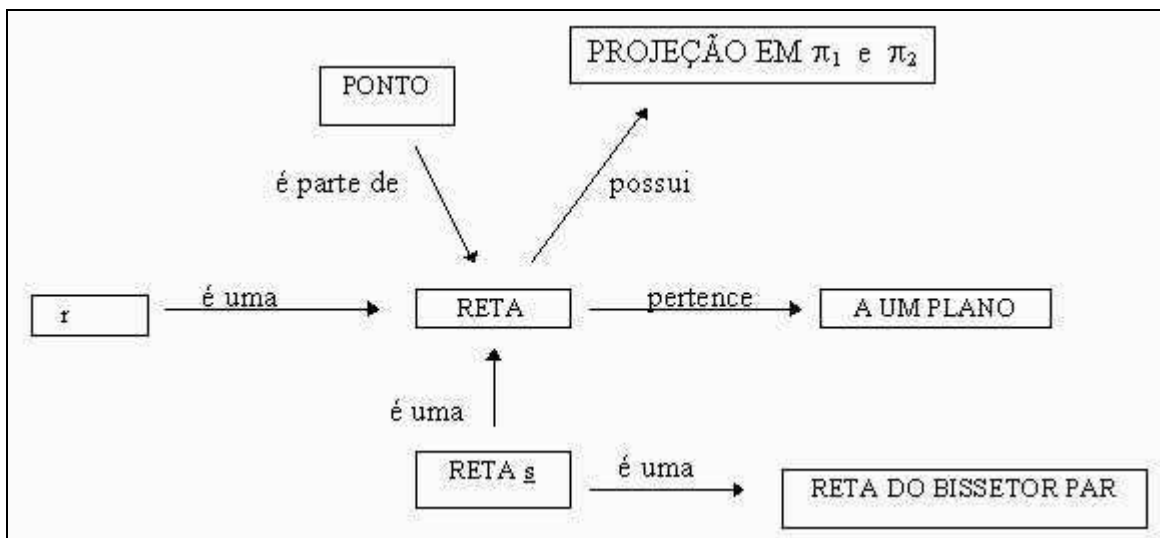 PROJEÇÃO EM π₁ e π₂
PONTO
é parte de
possui
r
é uma
RETA
pertence
A UM PLANO
é uma
RETA s
é uma
RETA DO BISSETOR PAR